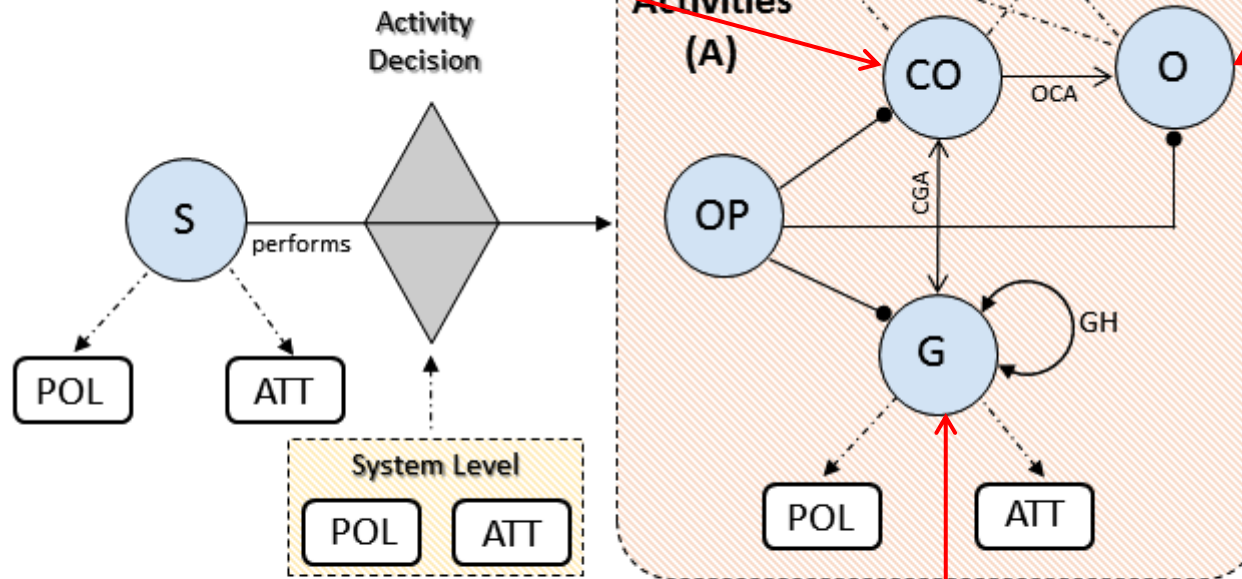 Activity
Decision
Activities
(A)
CO
O
OCA
S
performs
OP
CGA
G
GH
POL
ATT
System Level
POL
ATT
POL
ATT